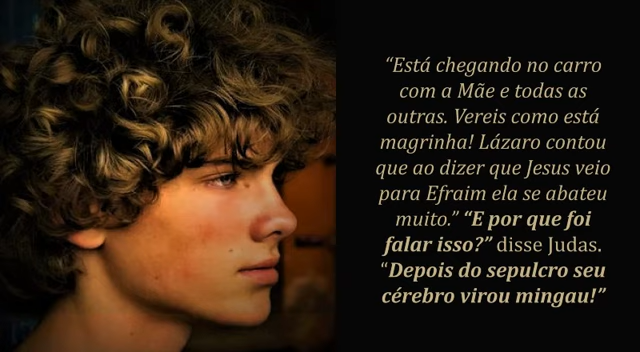 “Está chegando no carro
com a Mãe e todas as
outras. Vereis como está
magrinha! Lázaro contou
que ao dizer que Jesus veio
para Efraim ela se abateu
muito.” “E por que foi
falar isso?” disse Judas.
“Depois do sepulcro seu
cérebro virou mingau!”